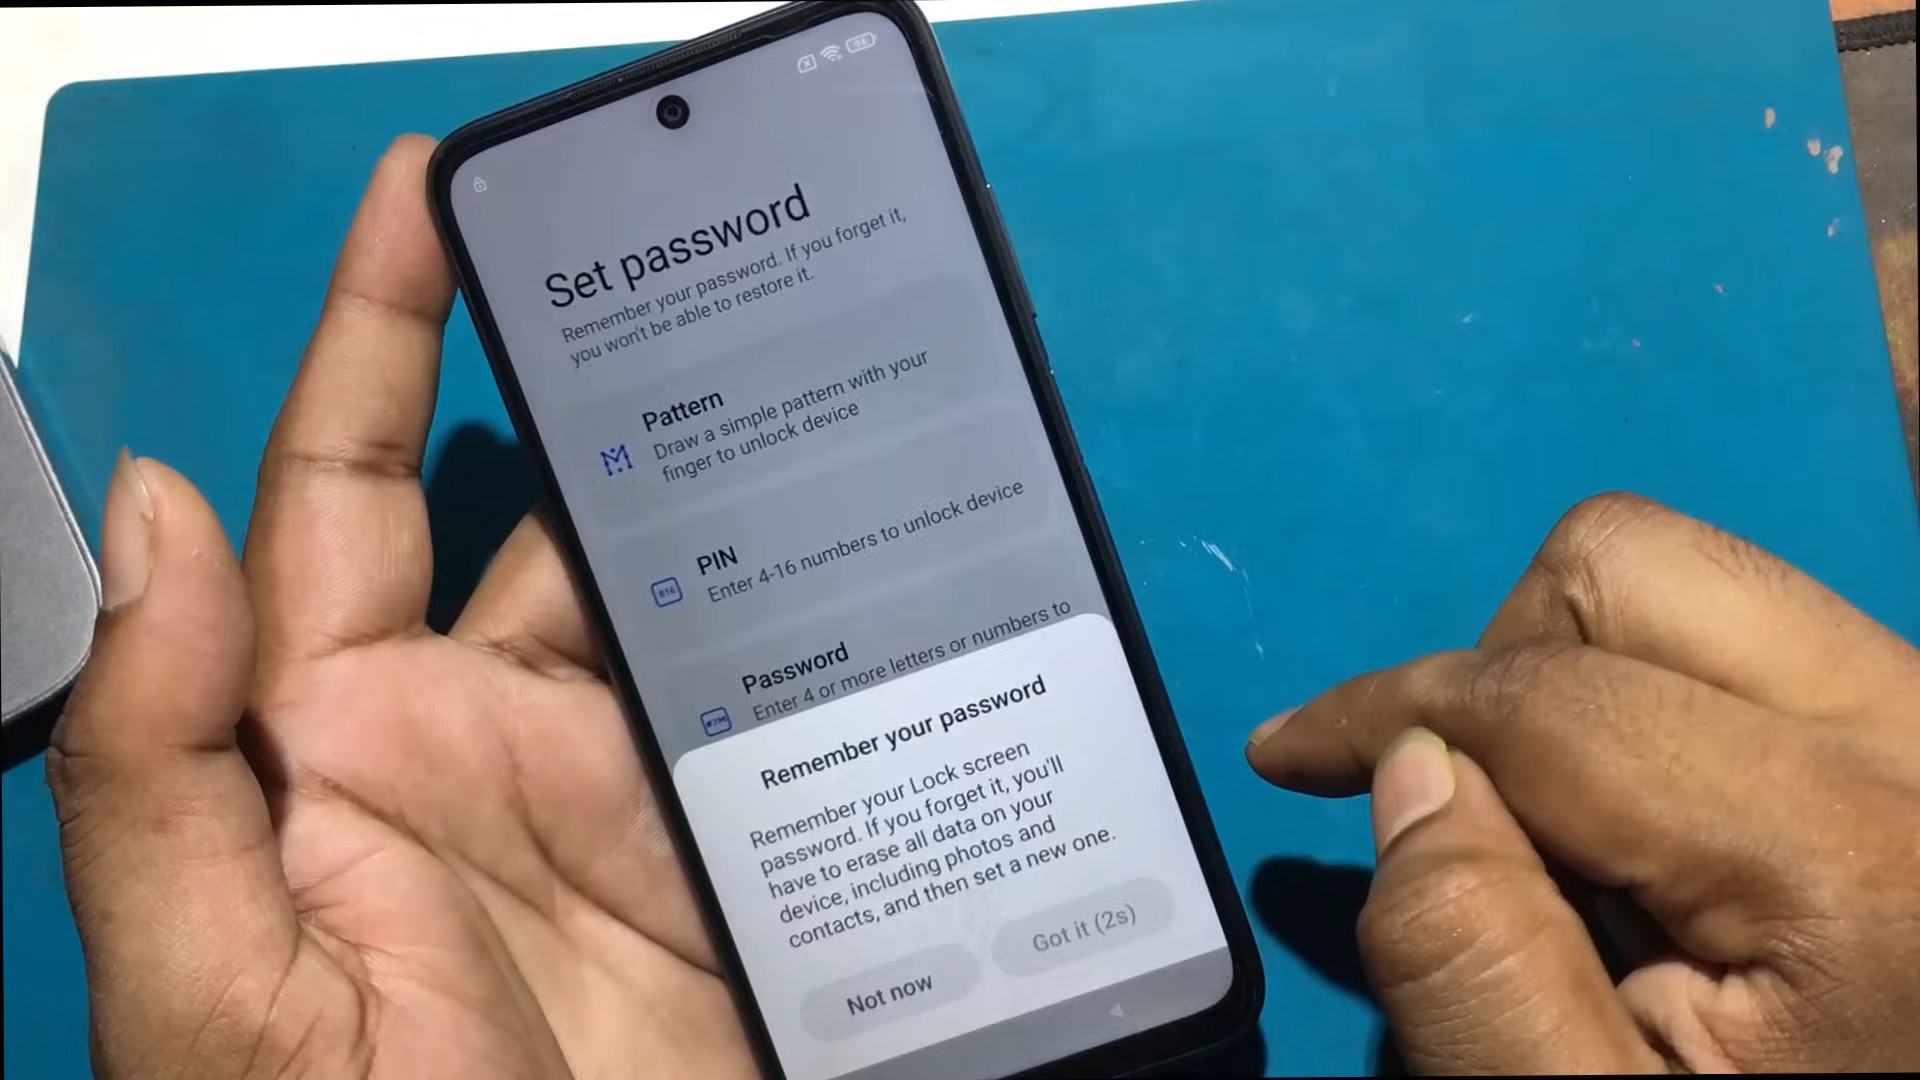 94
Set password
Remember your password. If you forget it,
you won't be able to restore it.
Pattern
Draw a simple pattern with your
finger to unlock device
PIN
Enter 4-16 numbers to unlock device
Password
Enter 4 or more letters or numbers to
Remember your password
Remember your Lock screen
password. If you forget it, you'll
have to erase all data on your
device, including photos and
contacts, and then set a new one.
Not now
Got it (2s)